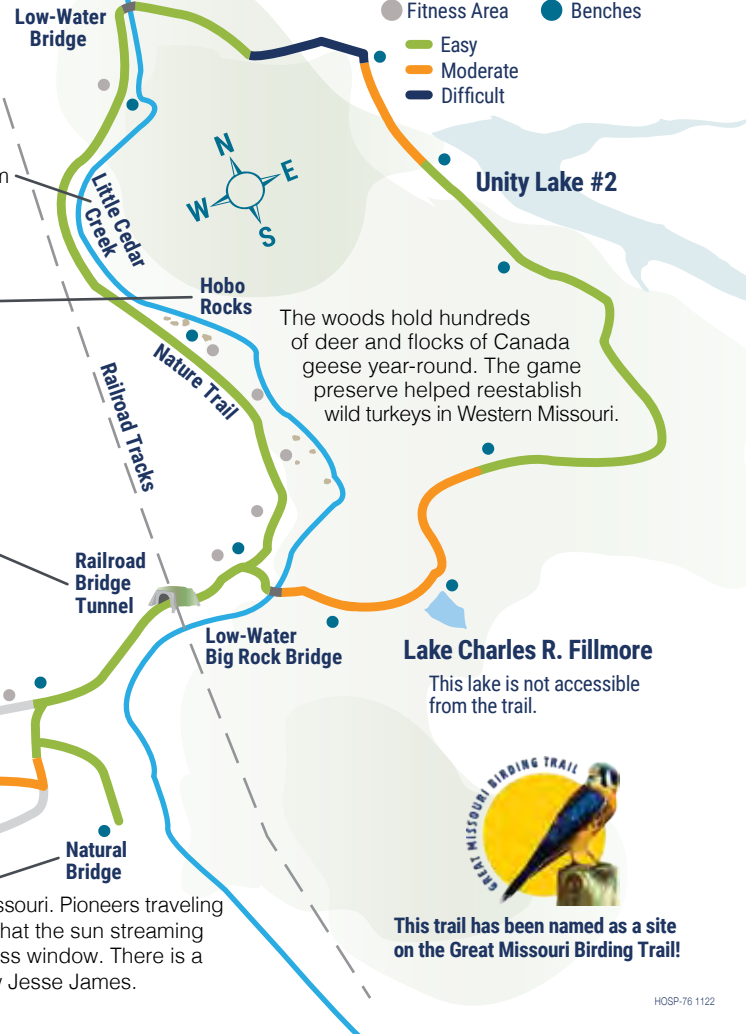 Low-Water
Bridge
Fitness Area
Benches
Easy
Moderate
Difficult
N
E
W
S
Unity Lake #2
Little Cedar
Creek
Hobo
Rocks
The woods hold hundreds
of deer and flocks of Canada
geese year-round. The game
preserve helped reestablish
wild turkeys in Western Missouri.
Nature Trail
Railroad Tracks
Railroad
Bridge
Tunnel
Low-Water
Big Rock Bridge
Lake Charles R. Fillmore
This lake is not accessible
from the trail.
GREAT MISSOURI BIRDING TRAIL
Natural
Bridge
ssouri. Pioneers traveling
hat the sun streaming
ss window. There is a
Jesse James.
This trail has been named as a site
on the Great Missouri Birding Trail!
HOSP-76 1122